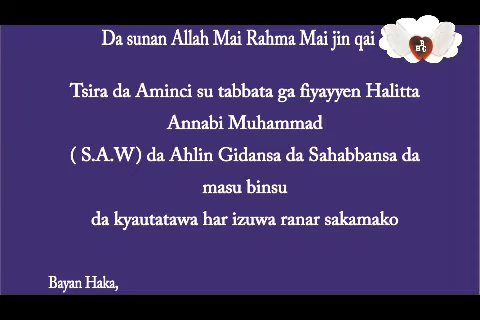 Da sunan Allah Mai Rahma Mai jin qai
Tsira da Aminci su tabbata ga fiyayyen Halitta
Annabi Muhammad
( S.A.W) da Ahlin Gidansa da Sahabbansa da
masu binsu
da kyautatawa har izuwa ranar sakamako
Bayan Haka,